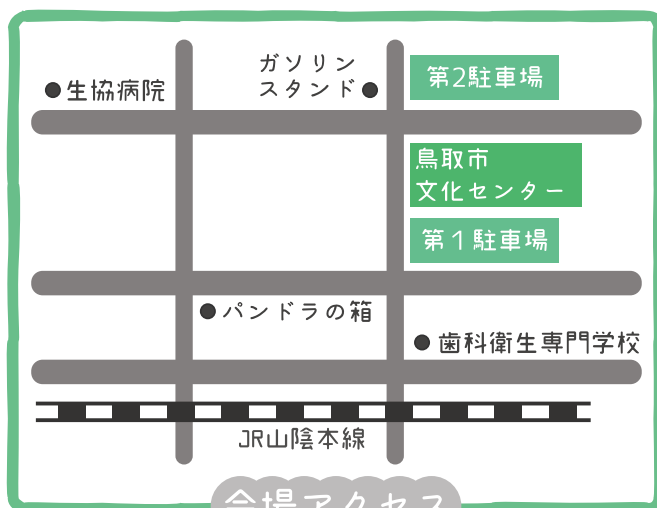 ガソリン
スタンド
第2駐車場
生協病院
鳥取市
文化センター
第1駐車場
パンドラの箱
歯科衛生専門学校
JR山陰本線
会場アクセス